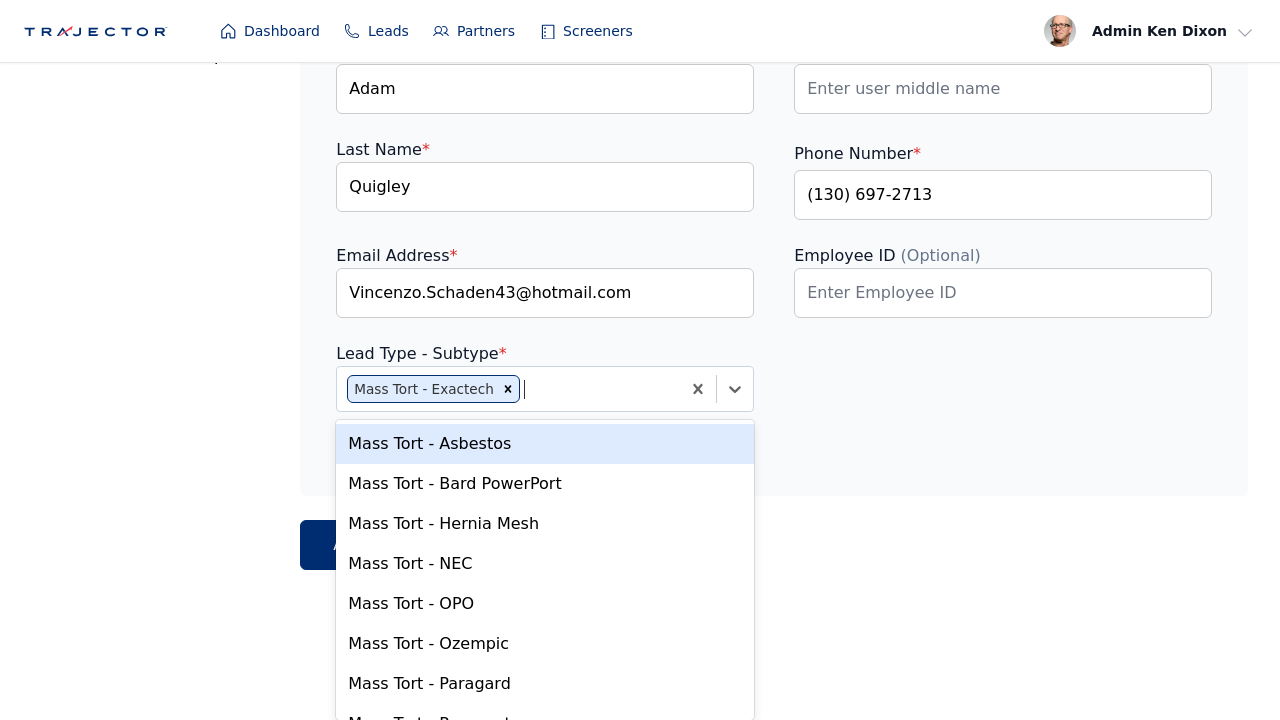 TRAJECTOR
Dashboard
Leads
Partners
Screeners
Admin Ken Dixon
Adam
Enter user middle name
Last Name*
Phone Number*
Quigley
(130) 697-2713
Email Address*
Employee ID (Optional)
Vincenzo.Schaden43@hotmail.com
Enter Employee ID
Lead Type - Subtype*
Mass Tort - Exactech
Mass Tort - Asbestos
Mass Tort - Bard PowerPort
Mass Tort - Hernia Mesh
Mass Tort - NEC
Mass Tort - OPO
Mass Tort - Ozempic
Mass Tort - Paragard